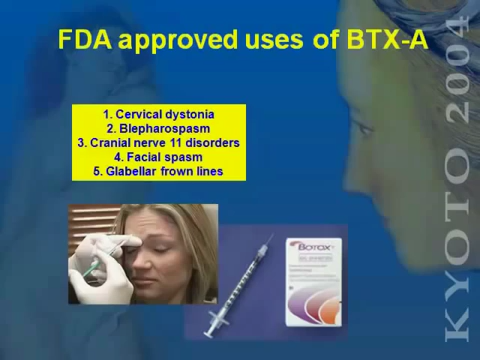 FDA approved uses of BTX-A
1. Cervical dystonia
2. Blepharospasm
3. Cranial nerve 11 disorders
4. Facial spasm
5. Glabellar frown lines
BOTOX
KYOTO 2004